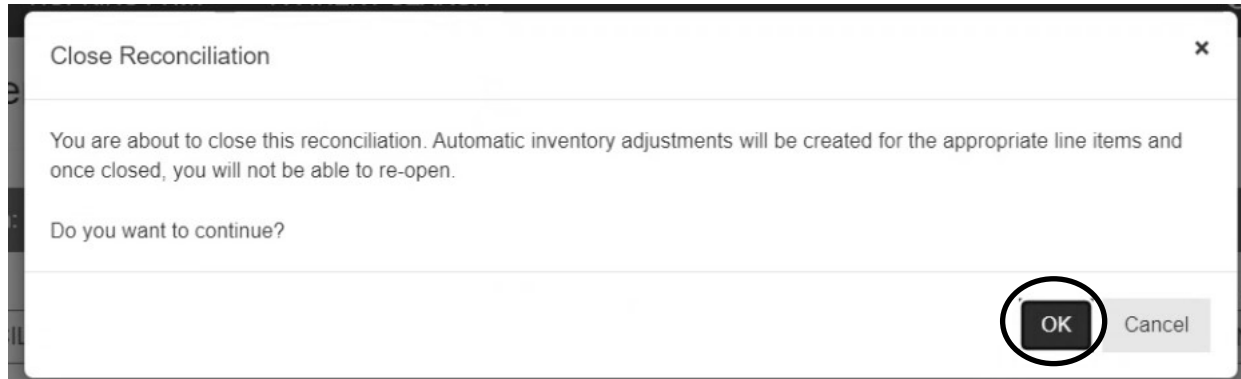 Close Reconciliation
×
You are about to close this reconciliation. Automatic inventory adjustments will be created for the appropriate line items and
once closed, you will not be able to re-open.
Do you want to continue?
OK Cancel